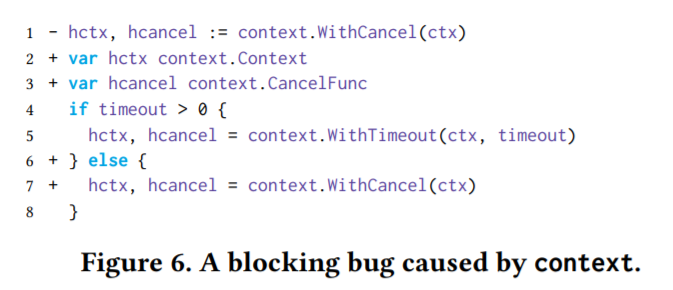 1 - hctx, hcancel := context.WithCancel(ctx)
2 + var hctx context.Context
3 + var hcancel context.CancelFunc
4   if timeout > 0 {
5     hctx, hcancel = context.WithTimeout(ctx, timeout)
6 + } else {
7 +   hctx, hcancel = context.WithCancel(ctx)
8   }
Figure 6. A blocking bug caused by context.